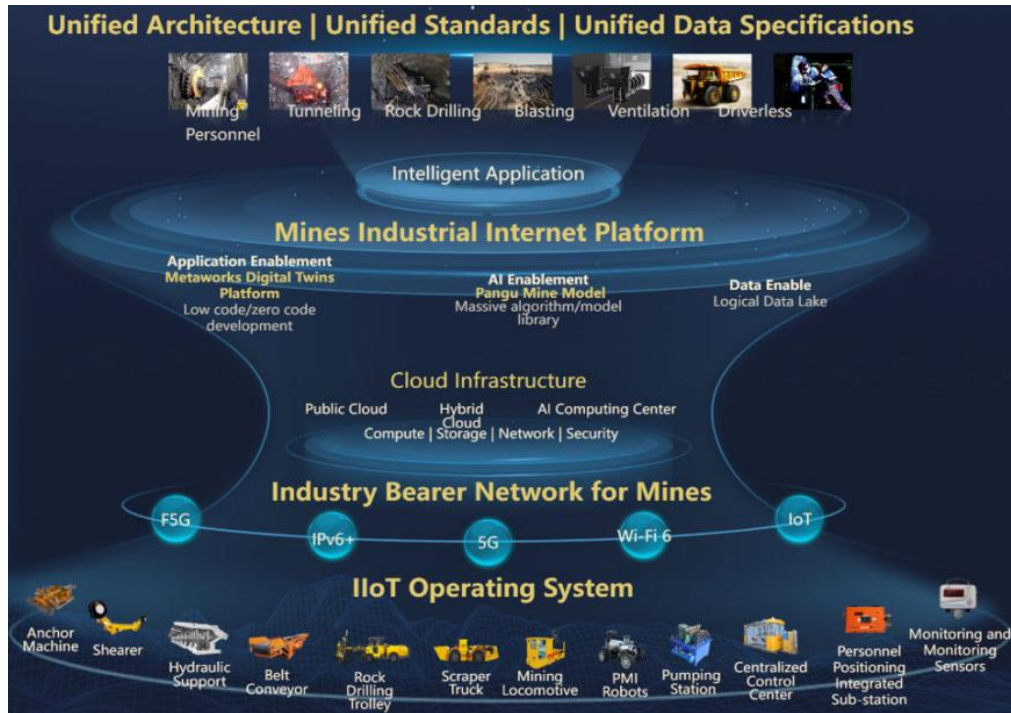 Unified Architecture | Unified Standards | Unified Data Specifications
Mining Tunneling Rock Drilling Blasting Ventilation Driverless
Personnel
Intelligent Application
Mines Industrial Internet Platform
Application Enablement
Metaworks Digital Twins
Platform
Low code/zero code
development
AI Enablement
Pangu Mine Model
Massive algorithm/model
library
Data Enable
Logical Data Lake
Cloud Infrastructure
Public Cloud
Hybrid
Cloud
AI Computing Center
Compute | Storage | Network | Security
Industry Bearer Network for Mines
F5G
IPv6+
5G
Wi-Fi 6
IoT
IIoT Operating System
Anchor
Machine
Shearer
Hydraulic
Support
Belt
Conveyor
Rock
Drilling
Trolley
Scraper
Truck
Mining
Locomotive
PMI
Robots
Pumping
Station
Centralized
Control
Center
Personnel
Positioning
Integrated
Sub-station
Monitoring and
Monitoring
Sensors